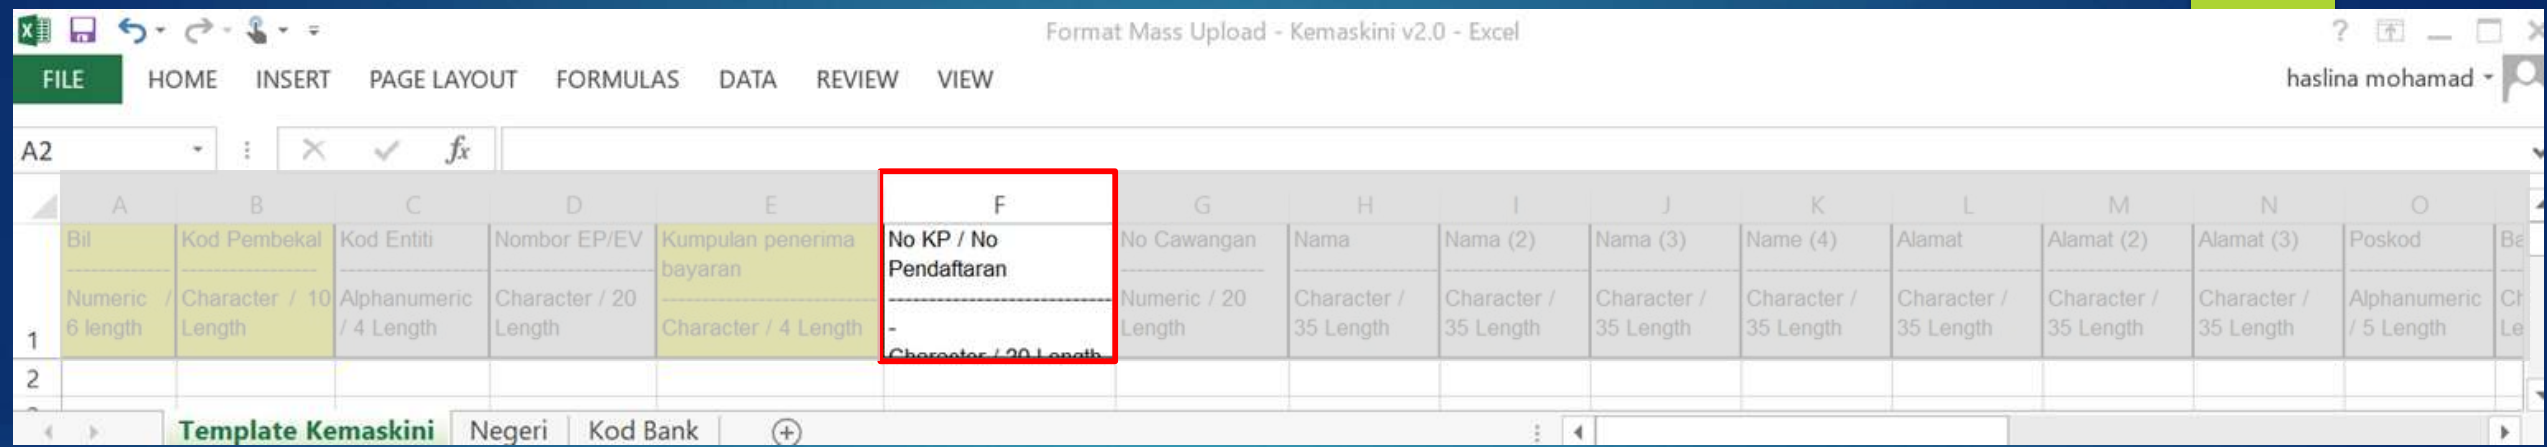 Format Mass Upload - Kemaskini v2.0 - Excel
?
FILE HOME INSERT PAGE LAYOUT FORMULAS DATA REVIEW VIEW
haslina mohamad
A2 fx
A B C D E F G H I J K L M N O
1
Bil
--------------
Numeric /
6 length
Kod Pembekal
------------------
Character / 10
Length
Kod Entiti
------------------
Alphanumeric
/ 4 Length
Nombor EP/EV
--------------------
Character / 20
Length
Kumpulan penerima
bayaran
----------------------------
Character / 4 Length
No KP / No
Pendaftaran
-----------------------------
-
Character / 20 Length
No Cawangan
-------------------
Numeric / 20
Length
Nama
------------------
Character /
35 Length
Nama (2)
------------------
Character /
35 Length
Nama (3)
------------------
Character /
35 Length
Name (4)
------------------
Character /
35 Length
Alamat
------------------
Character /
35 Length
Alamat (2)
------------------
Character /
35 Length
Alamat (3)
------------------
Character /
35 Length
Poskod
------------------
Alphanumeric
/ 5 Length
2
Template Kemaskini Negeri Kod Bank